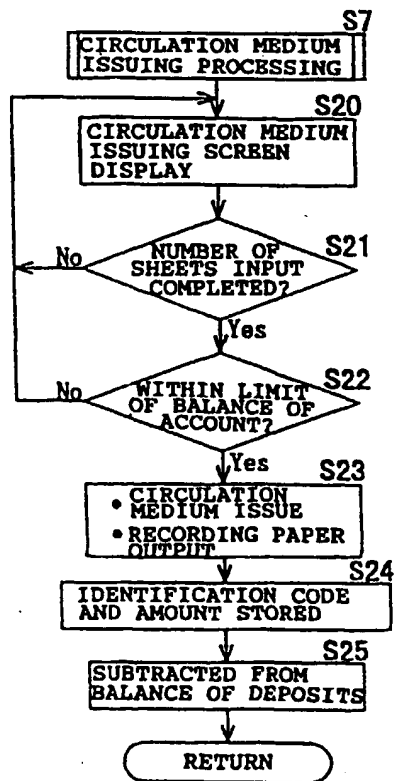 S7
CIRCULATION MEDIUM
ISSUING PROCESSING
S20
CIRCULATION MEDIUM
ISSUING SCREEN
DISPLAY
S21
NUMBER OF
SHEETS INPUT
COMPLETED?
No
Yes
S22
WITHIN LIMIT
OF BALANCE OF
ACCOUNT?
No
Yes
S23
• CIRCULATION
MEDIUM ISSUE
• RECORDING PAPER
OUTPUT
S24
IDENTIFICATION CODE
AND AMOUNT STORED
S25
SUBTRACTED FROM
BALANCE OF DEPOSITS
RETURN